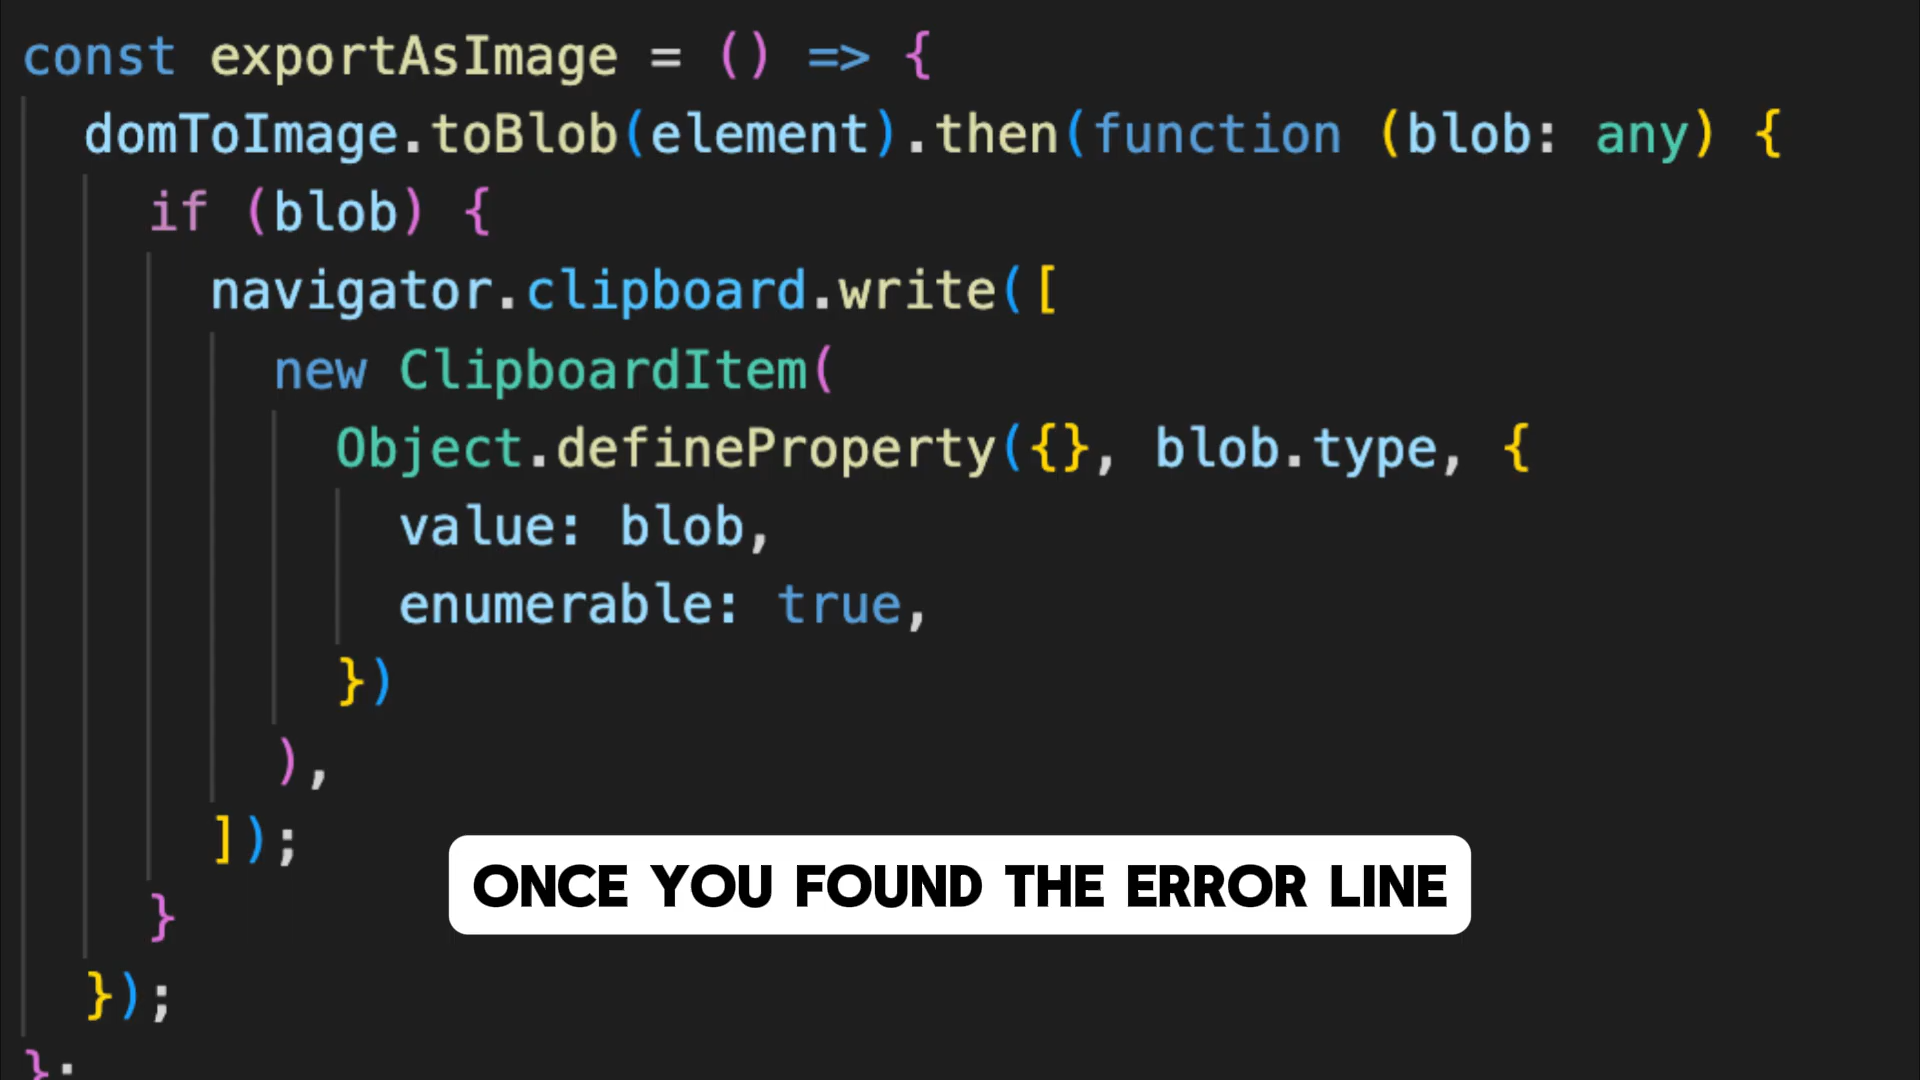 const exportAsImage = () => {
domToImage.toBlob(element).then(function (blob: any) {
if (blob) {
navigator.clipboard.write([
new ClipboardItem(
Object.defineProperty({}, blob.type, {
value: blob,
enumerable: true,
})
),
]);
ONCE YOU FOUND THE ERROR LINE
}
});
};